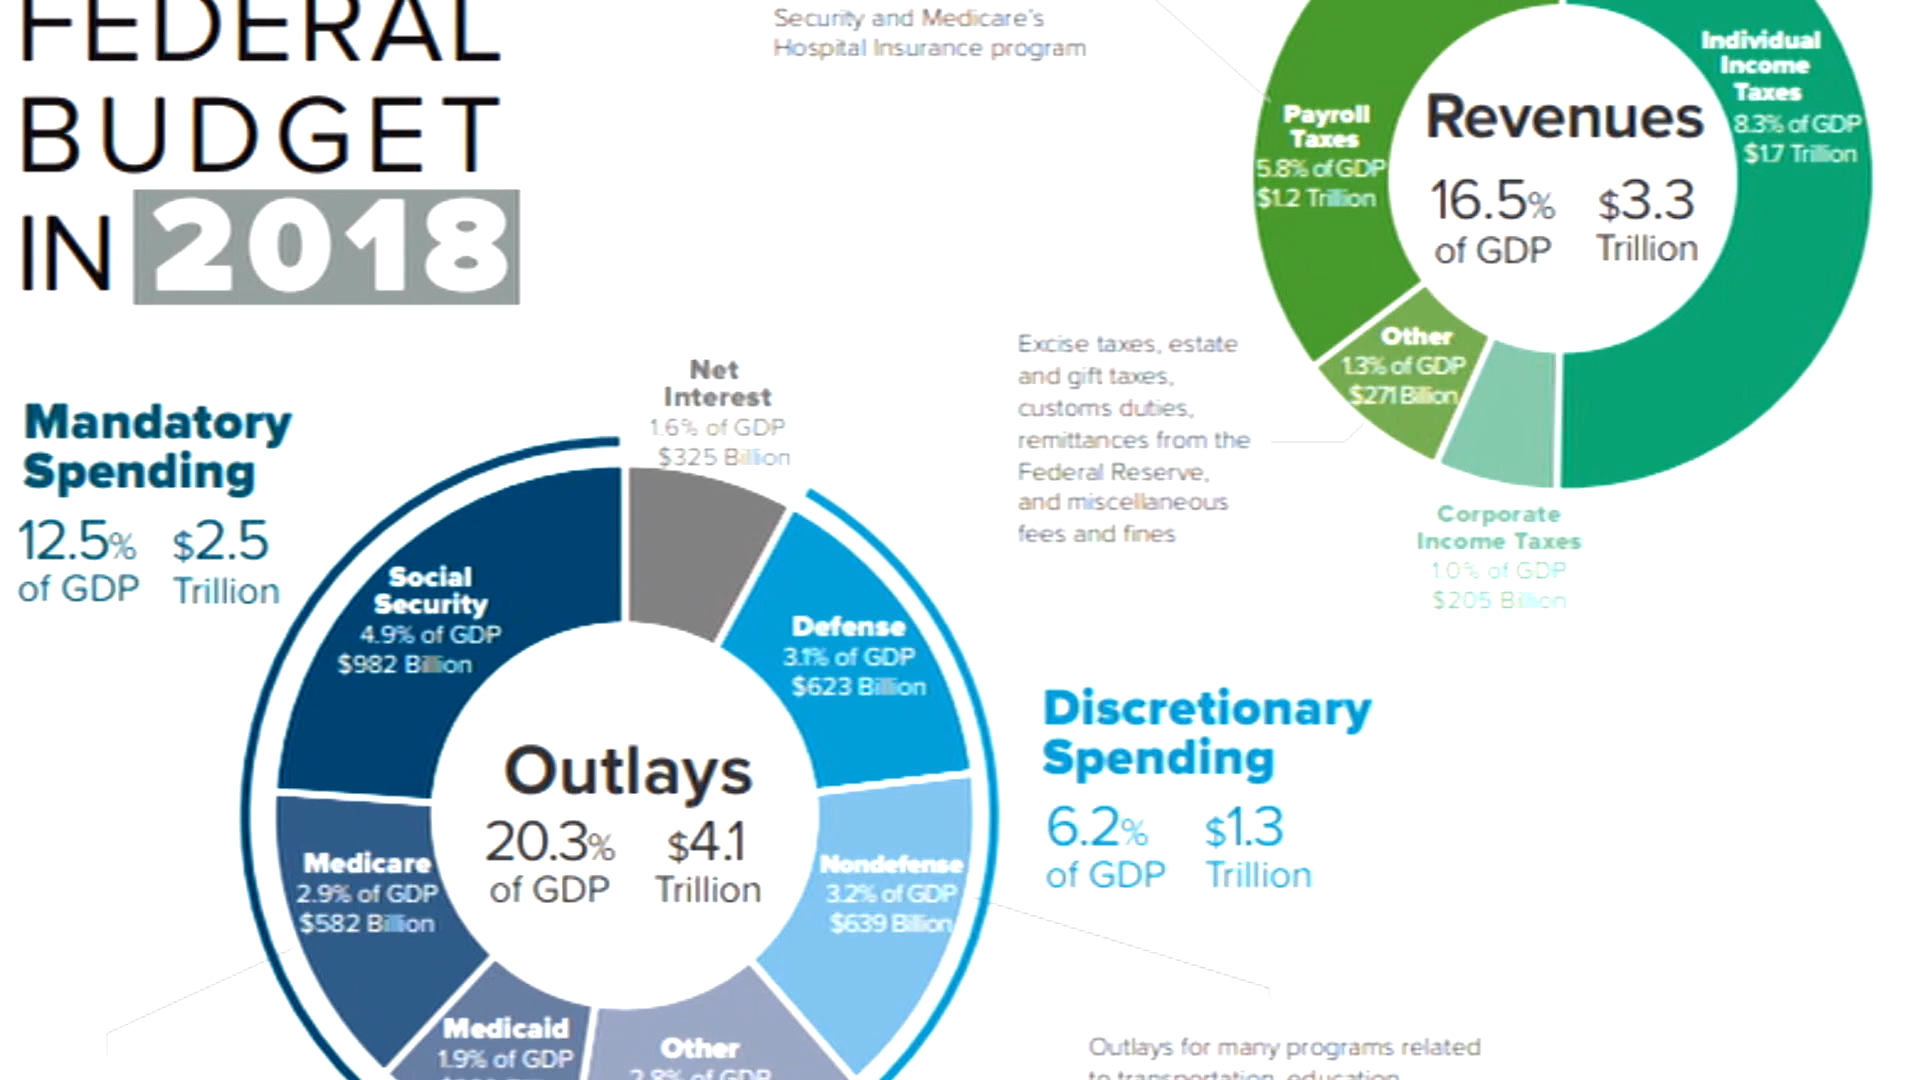 FEDERAL
BUDGET
IN 2018
Security and Medicare's
Hospital Insurance program
Individual
Income
Taxes
8.3% of GDP
$1.7 Trillion
Payroll
Taxes
5.8% of GDP
$1.2 Trillion
Revenues
16.5% $3.3
of GDP Trillion
Other
1.3% of GDP
$271 Billion
Excise taxes, estate
and gift taxes,
customs duties,
remittances from the
Federal Reserve,
and miscellaneous
fees and fines
Corporate
Income Taxes
1.0% of GDP
$205 Billion
Mandatory
Spending
12.5% $2.5
of GDP Trillion
Net
Interest
1.6% of GDP
$325 Billion
Social
Security
4.9% of GDP
$982 Billion
Defense
3.1% of GDP
$623 Billion
Outlays
20.3% $4.1
of GDP Trillion
Discretionary
Spending
6.2% $1.3
of GDP Trillion
Medicare
2.9% of GDP
$582 Billion
Nondefense
3.2% of GDP
$639 Billion
Medicaid
1.9% of GDP
Other
2.8% of GDP
Outlays for many programs related
to transportation, education,